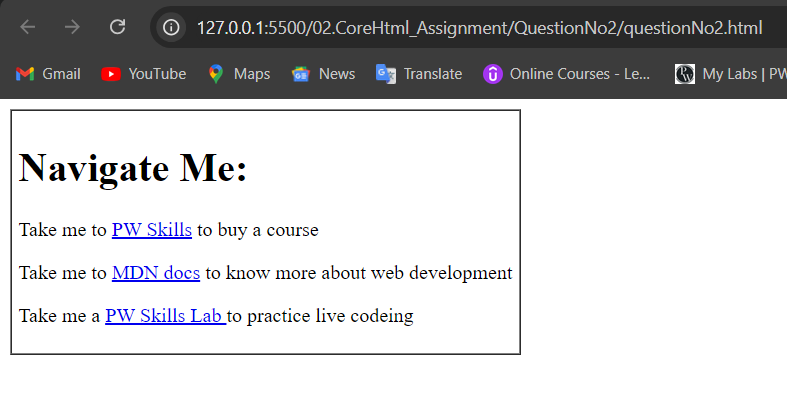 127.0.0.1:5500/02.CoreHtml_Assignment/QuestionNo2/questionNo2.html
Gmail YouTube Maps News Translate Online Courses - Le... My Labs | PW
Navigate Me:
Take me to PW Skills to buy a course
Take me to MDN docs to know more about web development
Take me a PW Skills Lab to practice live codeing